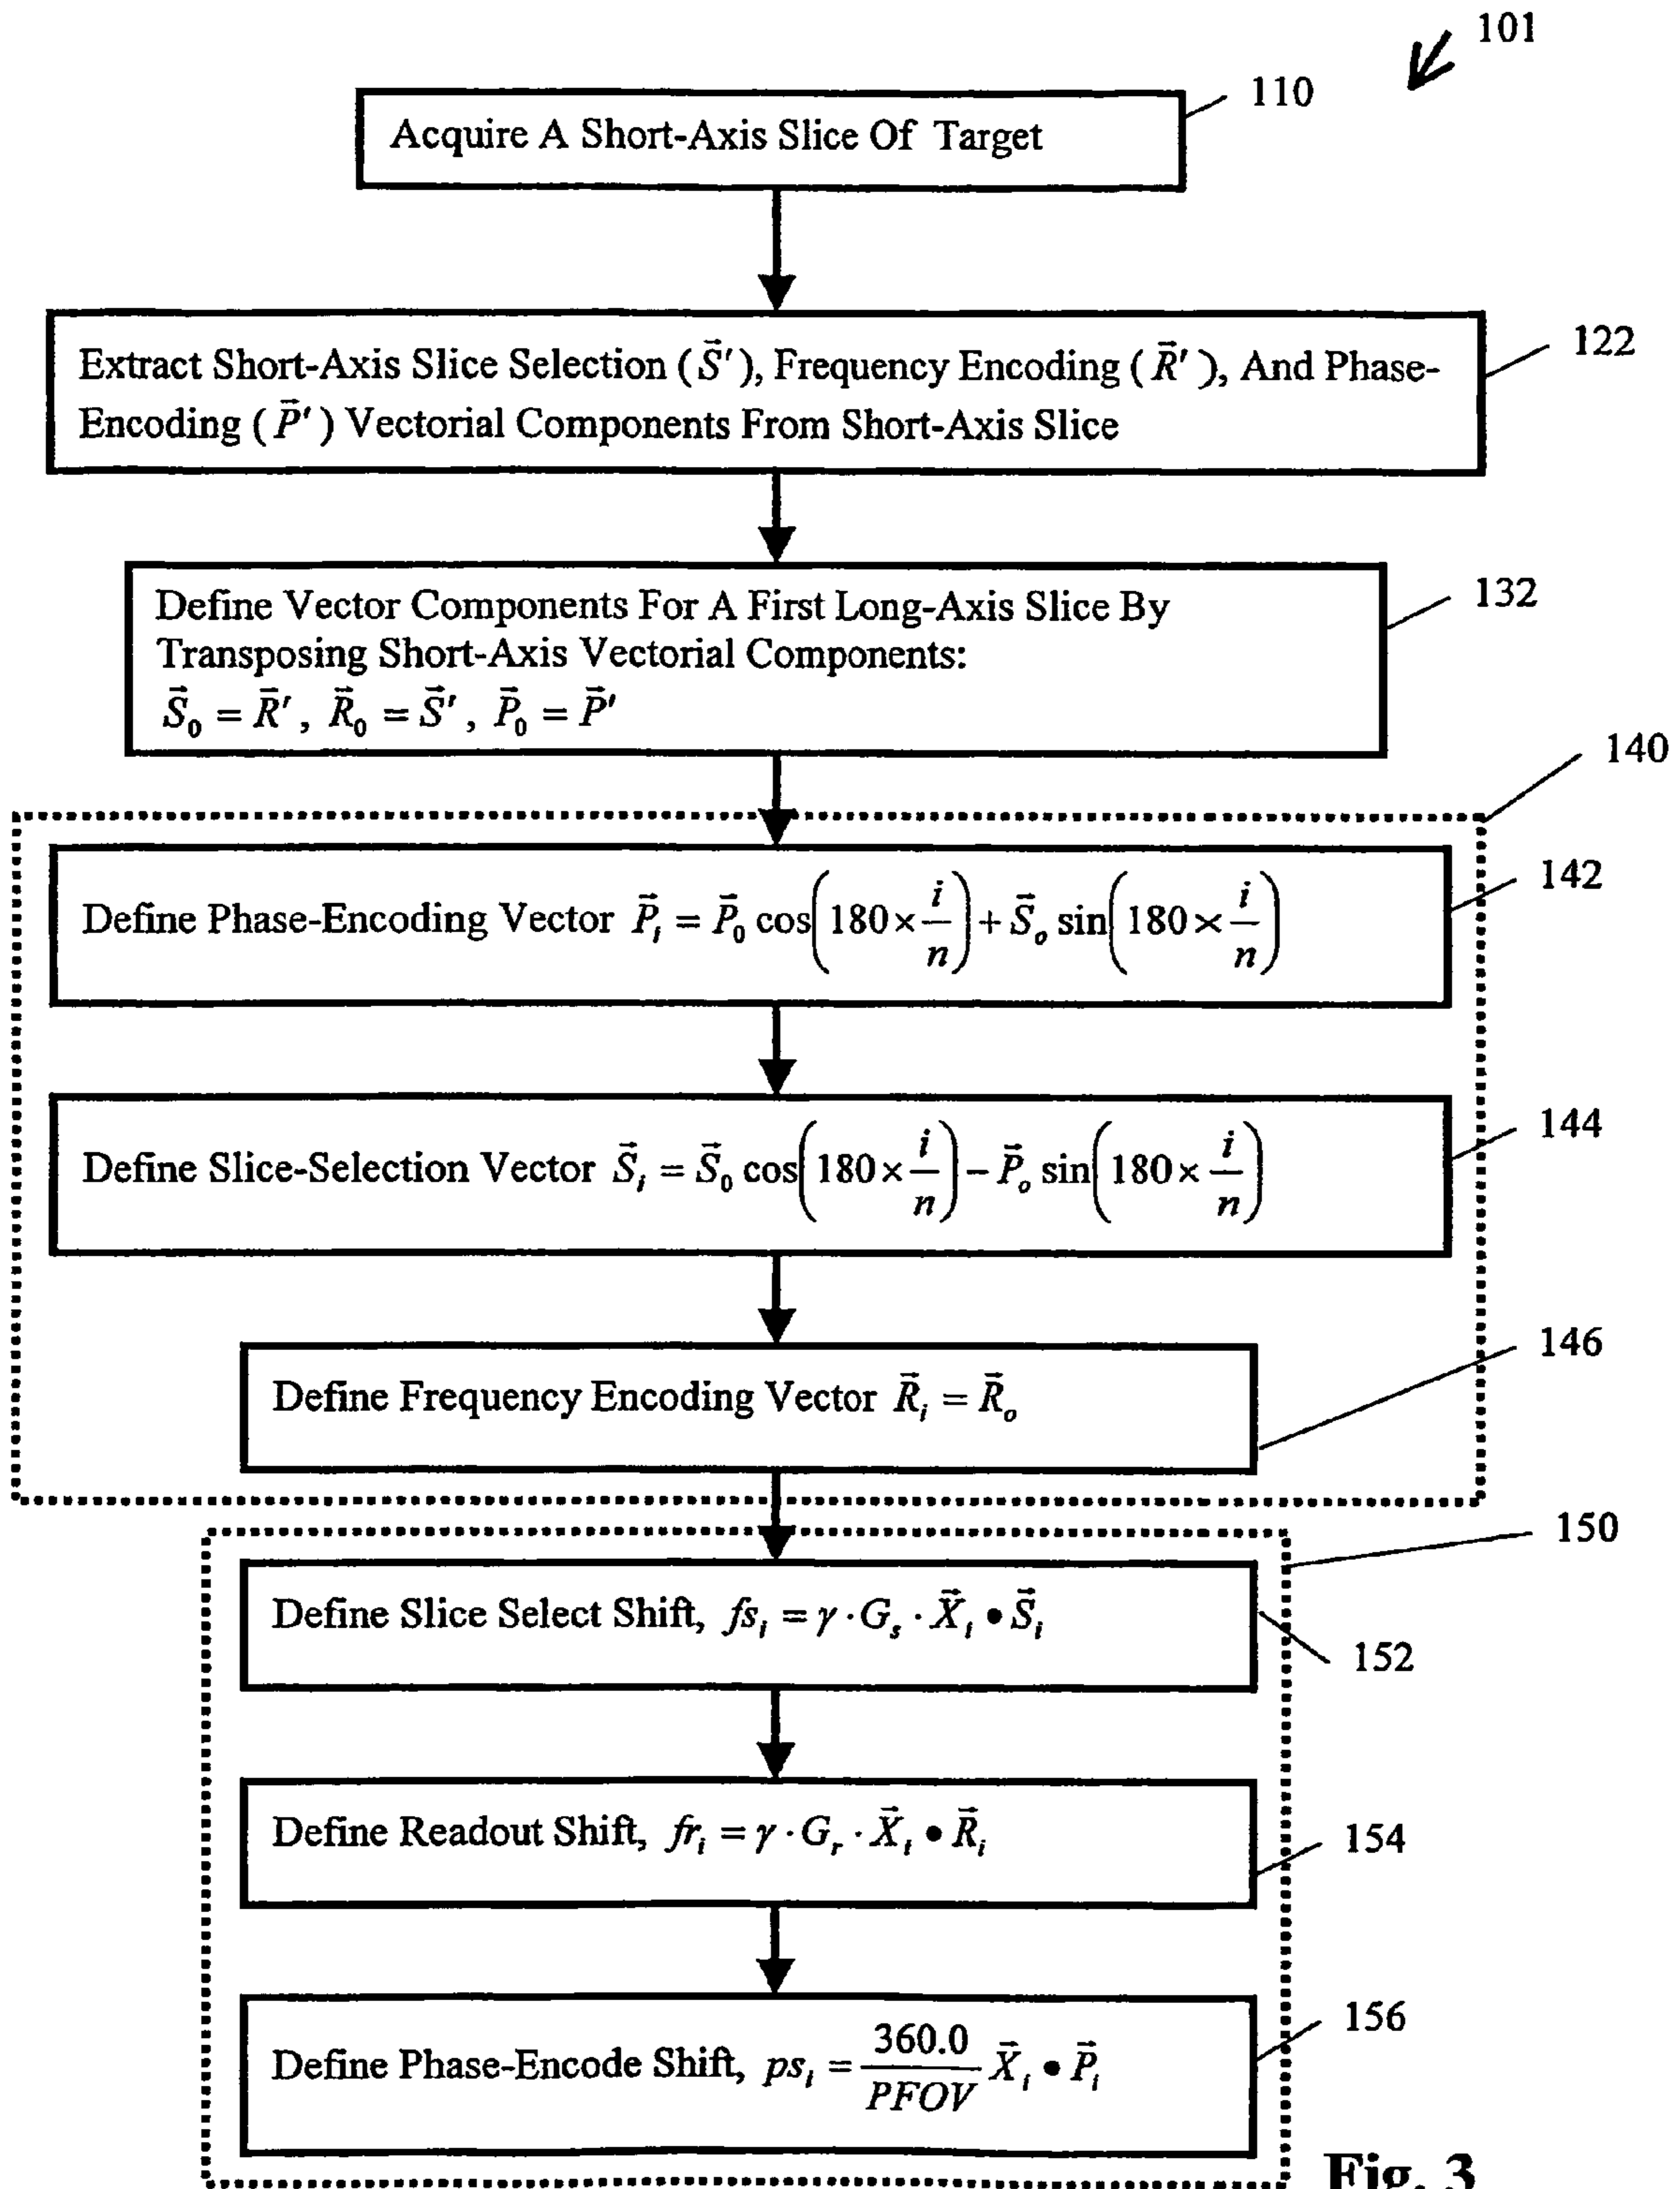 101
110
Acquire A Short-Axis Slice Of Target
122
Extract Short-Axis Slice Selection (S⃗′), Frequency Encoding (R⃗′), And Phase-
Encoding (P⃗′) Vectorial Components From Short-Axis Slice
132
Define Vector Components For A First Long-Axis Slice By
Transposing Short-Axis Vectorial Components:
S⃗₀ = R⃗′, R⃗₀ = S⃗′, P⃗₀ = P⃗′
140
142
Define Phase-Encoding Vector P⃗ᵢ = P⃗₀ cos(180 × i/n) + S⃗ₒ sin(180 × i/n)
144
Define Slice-Selection Vector S⃗ᵢ = S⃗₀ cos(180 × i/n) − P⃗ₒ sin(180 × i/n)
146
Define Frequency Encoding Vector R⃗ᵢ = R⃗ₒ
150
Define Slice Select Shift, fsᵢ = γ · Gₛ · X⃗ᵢ • S⃗ᵢ
152
Define Readout Shift, frᵢ = γ · Gᵣ · X⃗ᵢ • R⃗ᵢ
154
156
Define Phase-Encode Shift, psᵢ = 360.0/PFOV X⃗ᵢ • P⃗ᵢ
Fig. 3